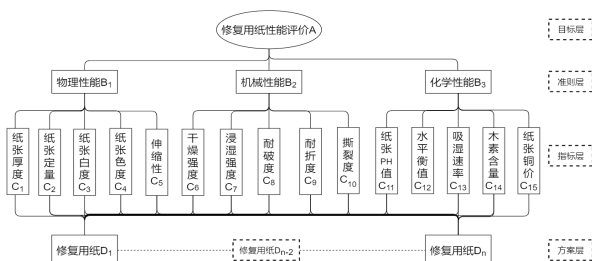 修复用纸性能评价A
目标层
物理性能B₁
机械性能B₂
化学性能B₃
准则层
纸张厚度C₁
纸张定量C₂
纸张白度C₃
纸张色度C₄
伸缩性C₅
干燥强度C₆
浸湿强度C₇
耐破度C₈
耐折度C₉
撕裂度C₁₀
纸张PH值C₁₁
水平衡值C₁₂
吸湿速率C₁₃
木素含量C₁₄
纸张铜价C₁₅
指标层
修复用纸D₁
修复用纸Dₙ₋₂
修复用纸Dₙ
方案层